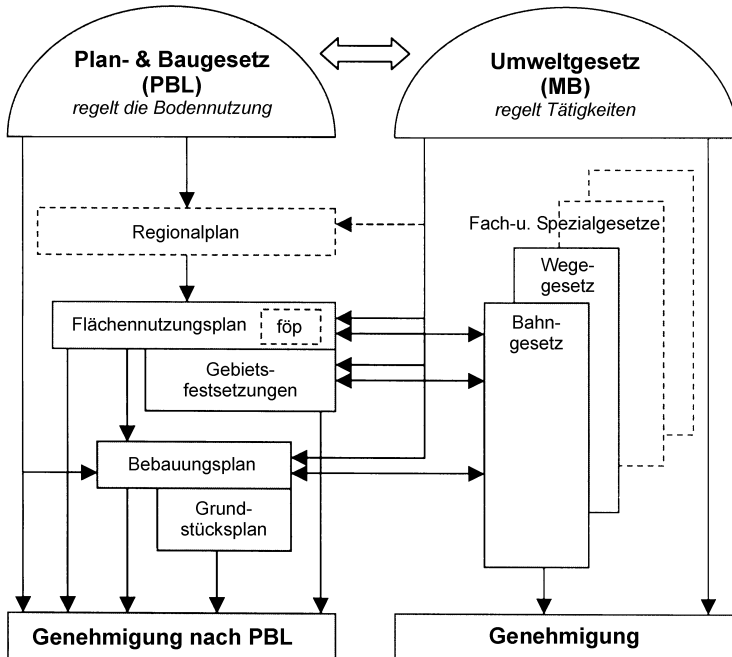 Plan- & Baugesetz
(PBL)
regelt die Bodennutzung
Umweltgesetz
(MB)
regelt Tätigkeiten
Regionalplan
Fach-u. Spezialgesetze
Wege-
gesetz
Flächennutzungsplan
föp
Bahn-
gesetz
Gebiets-
festsetzungen
Bebauungsplan
Grund-
stücksplan
Genehmigung nach PBL
Genehmigung